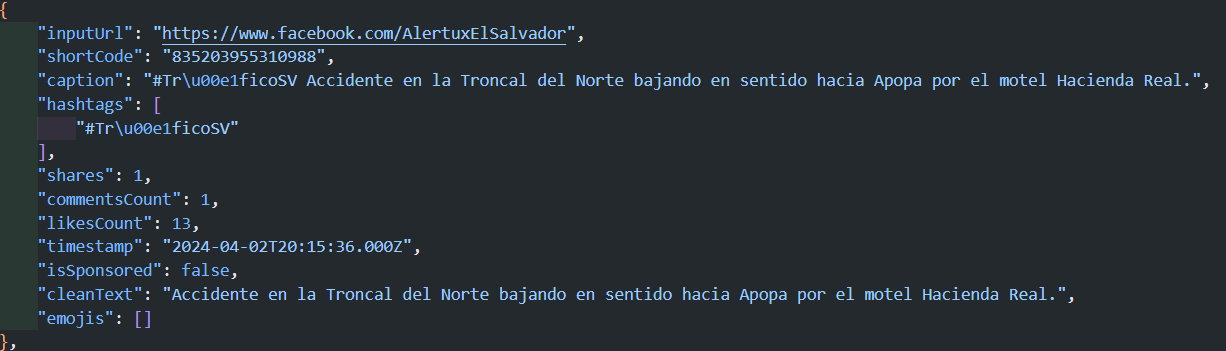 {
"inputUrl": "https://www.facebook.com/AlertuxElSalvador",
"shortCode": "835203955310988",
"caption": "#Tr\u00e1ficoSV Accidente en la Troncal del Norte bajando en sentido hacia Apopa por el motel Hacienda Real.",
"hashtags": [
"#Tr\u00e1ficoSV"
],
"shares": 1,
"commentsCount": 1,
"likesCount": 13,
"timestamp": "2024-04-02T20:15:36.000Z",
"isSponsored": false,
"cleanText": "Accidente en la Troncal del Norte bajando en sentido hacia Apopa por el motel Hacienda Real.",
"emojis": []
},